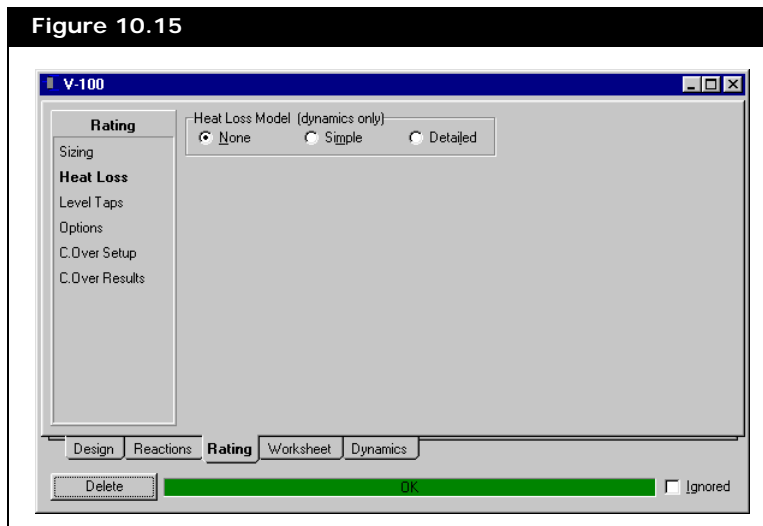 Figure 10.15
V-100
Rating
Sizing
Heat Loss
Level Taps
Options
C.Over Setup
C.Over Results
Heat Loss Model (dynamics only)
None Simple Detailed
Design Reactions Rating Worksheet Dynamics
Delete OK Ignored